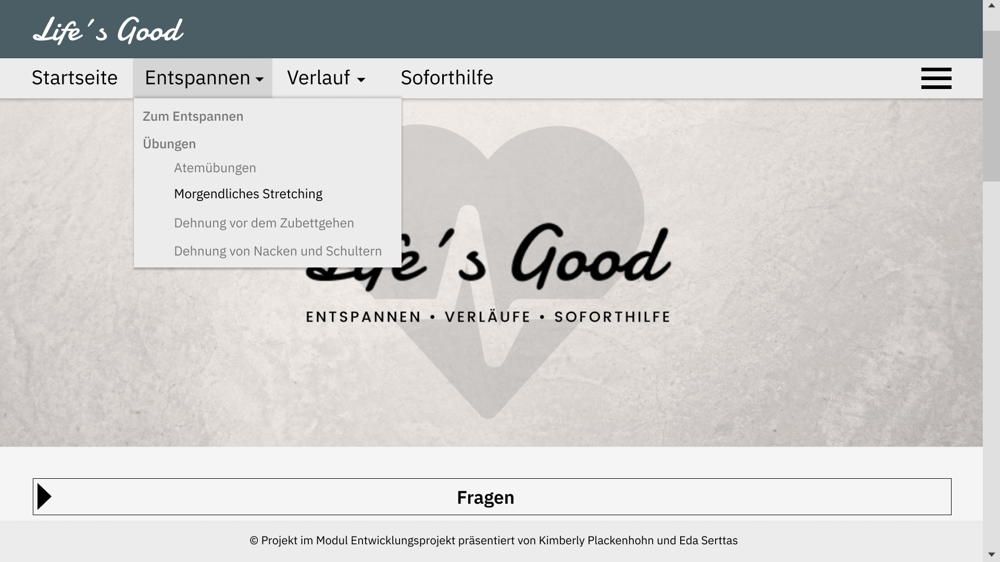 Life´s Good
Startseite Entspannen Verlauf Soforthilfe
Zum Entspannen
Übungen
Atemübungen
Morgendliches Stretching
Dehnung vor dem Zubettgehen
Dehnung von Nacken und Schultern
Life´s Good
ENTSPANNEN • VERLÄUFE • SOFORTHILFE
Fragen
© Projekt im Modul Entwicklungsprojekt präsentiert von Kimberly Plackenhohn und Eda Serttas